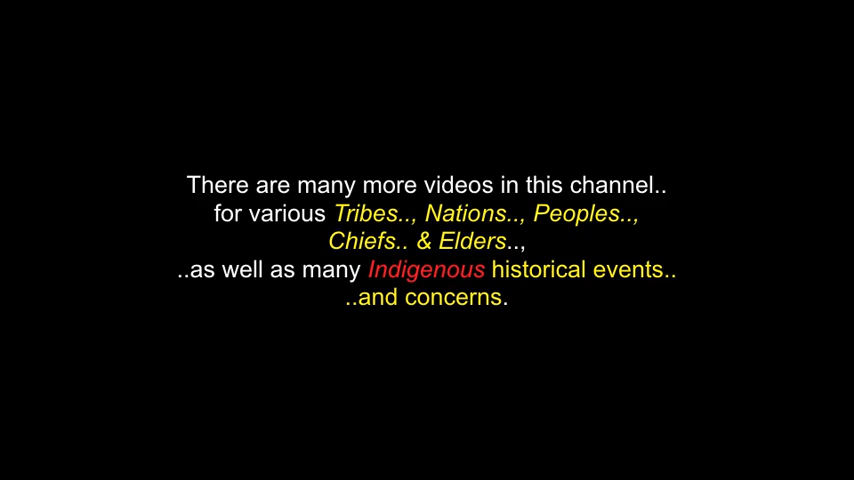 There are many more videos in this channel..
for various Tribes.., Nations.., Peoples..,
Chiefs.. & Elders..,
..as well as many Indigenous historical events..
..and concerns.